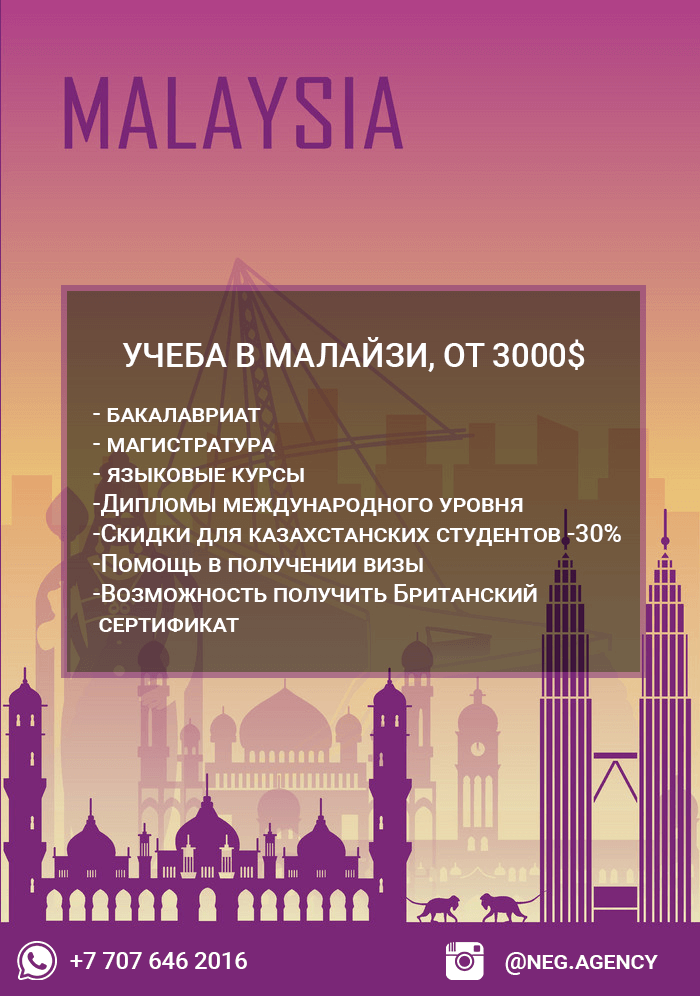 MALAYSIA
УЧЕБА В МАЛАЙЗИ, ОТ 3000$
- БАКАЛАВРИАТ
- МАГИСТРАТУРА
- ЯЗЫКОВЫЕ КУРСЫ
-Дипломы международного уровня
-Скидки для казахстанских студентов -30%
-Помощь в получении визы
-Возможность получить Британский
сертификат
+7 707 646 2016
@NEG.AGENCY